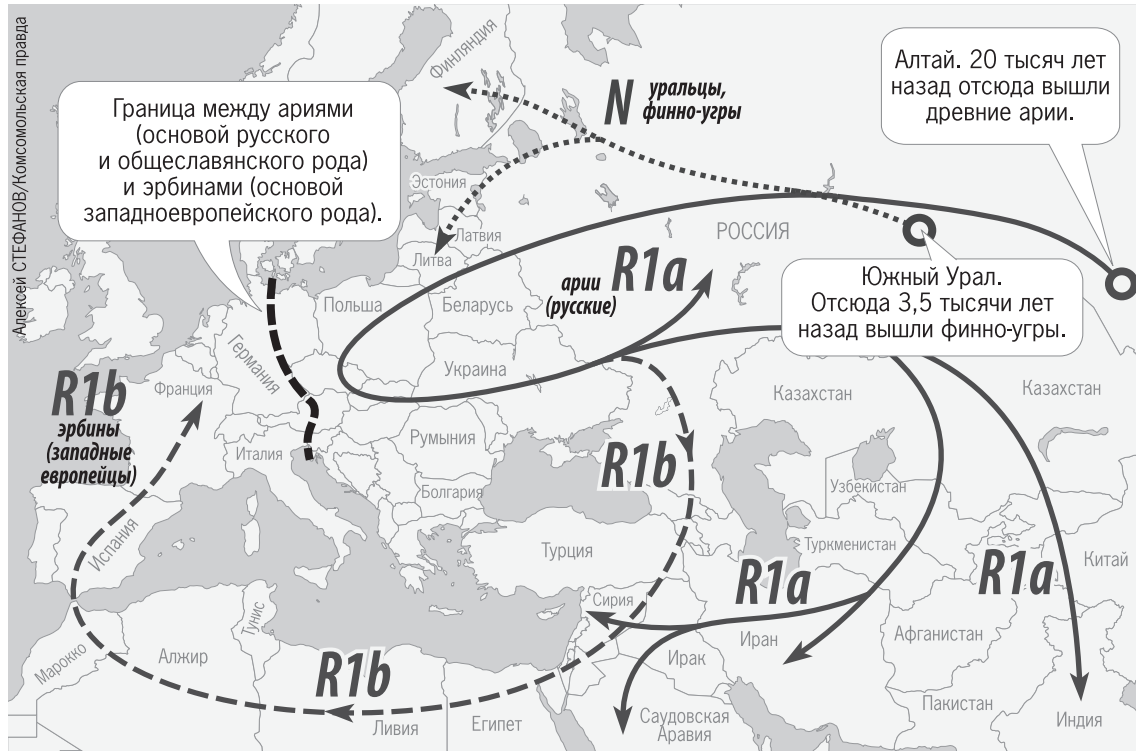 Алексей СТЕФАНОВ/Комсомольская правда
Граница между ариями
(основой русского
и общеславянского рода)
и эрбинами (основой
западноевропейского рода).
ФИНЛЯНДИЯ
N уральцы,
финно-угры
Алтай. 20 тысяч лет
назад отсюда вышли
древние арии.
Эстония
Латвия
Литва
РОССИЯ
арии R1a
(русские)
Южный Урал.
Отсюда 3,5 тысячи лет
назад вышли финно-угры.
Польша
Беларусь
Германия
Украина
Казахстан
Казахстан
R1b
эрбины
(западные
европейцы)
Франция
Румыния
Италия
Болгария
R1b
Узбекистан
Испания
Турция
Туркменистан
Китай
R1a
R1a
Сирия
Тунис
Марокко
Алжир
Иран
Афганистан
Ирак
R1b
Ливия
Египет
Саудовская
Аравия
Пакистан
Индия